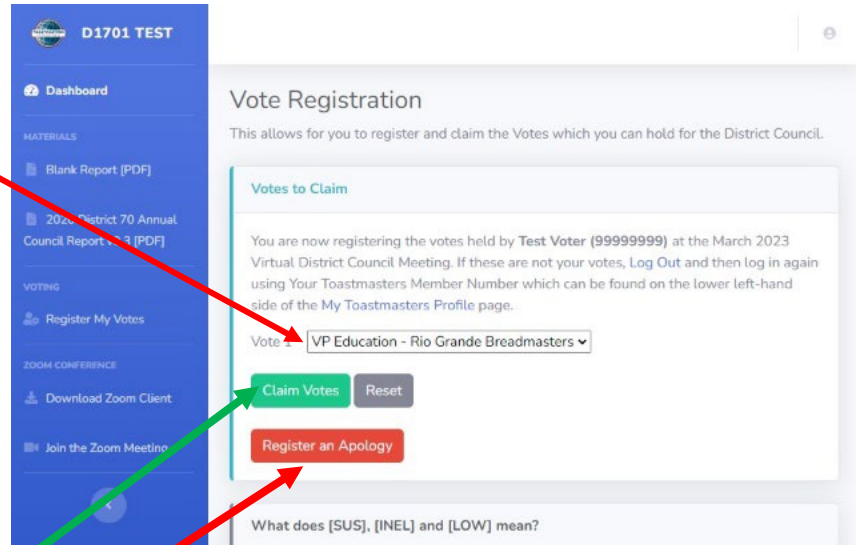 D1701 TEST
Dashboard
MATERIALS
Blank Report [PDF]
2020 District 70 Annual
Council Report [PDF]
VOTING
Register My Votes
ZOOM CONFERENCE
Download Zoom Client
Join the Zoom Meeting
Vote Registration
This allows for you to register and claim the Votes which you can hold for the District Council.
Votes to Claim
You are now registering the votes held by Test Voter (99999999) at the March 2023
Virtual District Council Meeting. If these are not your votes, Log Out and then log in again
using Your Toastmasters Member Number which can be found on the lower left-hand
side of the My Toastmasters Profile page.
Vote 1 VP Education - Rio Grande Breadmasters
Claim Votes Reset
Register an Apology
What does [SUS], [INEL] and [LOW] mean?